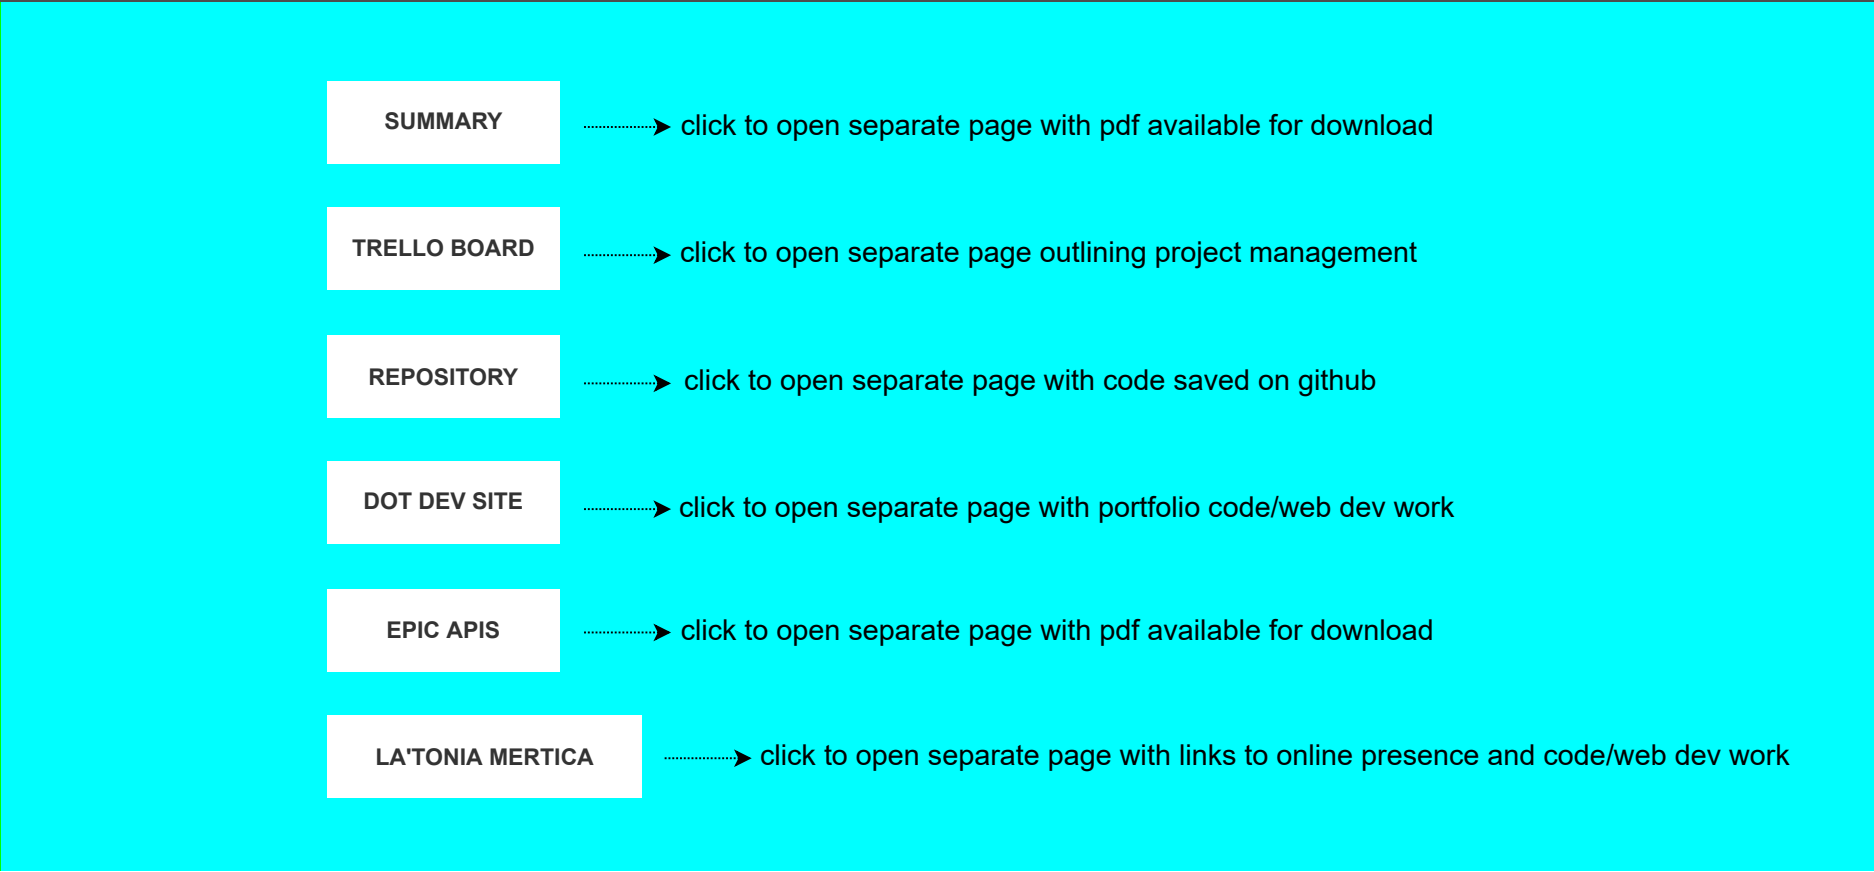 SUMMARY
click to open separate page with pdf available for download
TRELLO BOARD
click to open separate page outlining project management
REPOSITORY
click to open separate page with code saved on github
DOT DEV SITE
click to open separate page with portfolio code/web dev work
EPIC APIS
click to open separate page with pdf available for download
LA'TONIA MERTICA
click to open separate page with links to online presence and code/web dev work